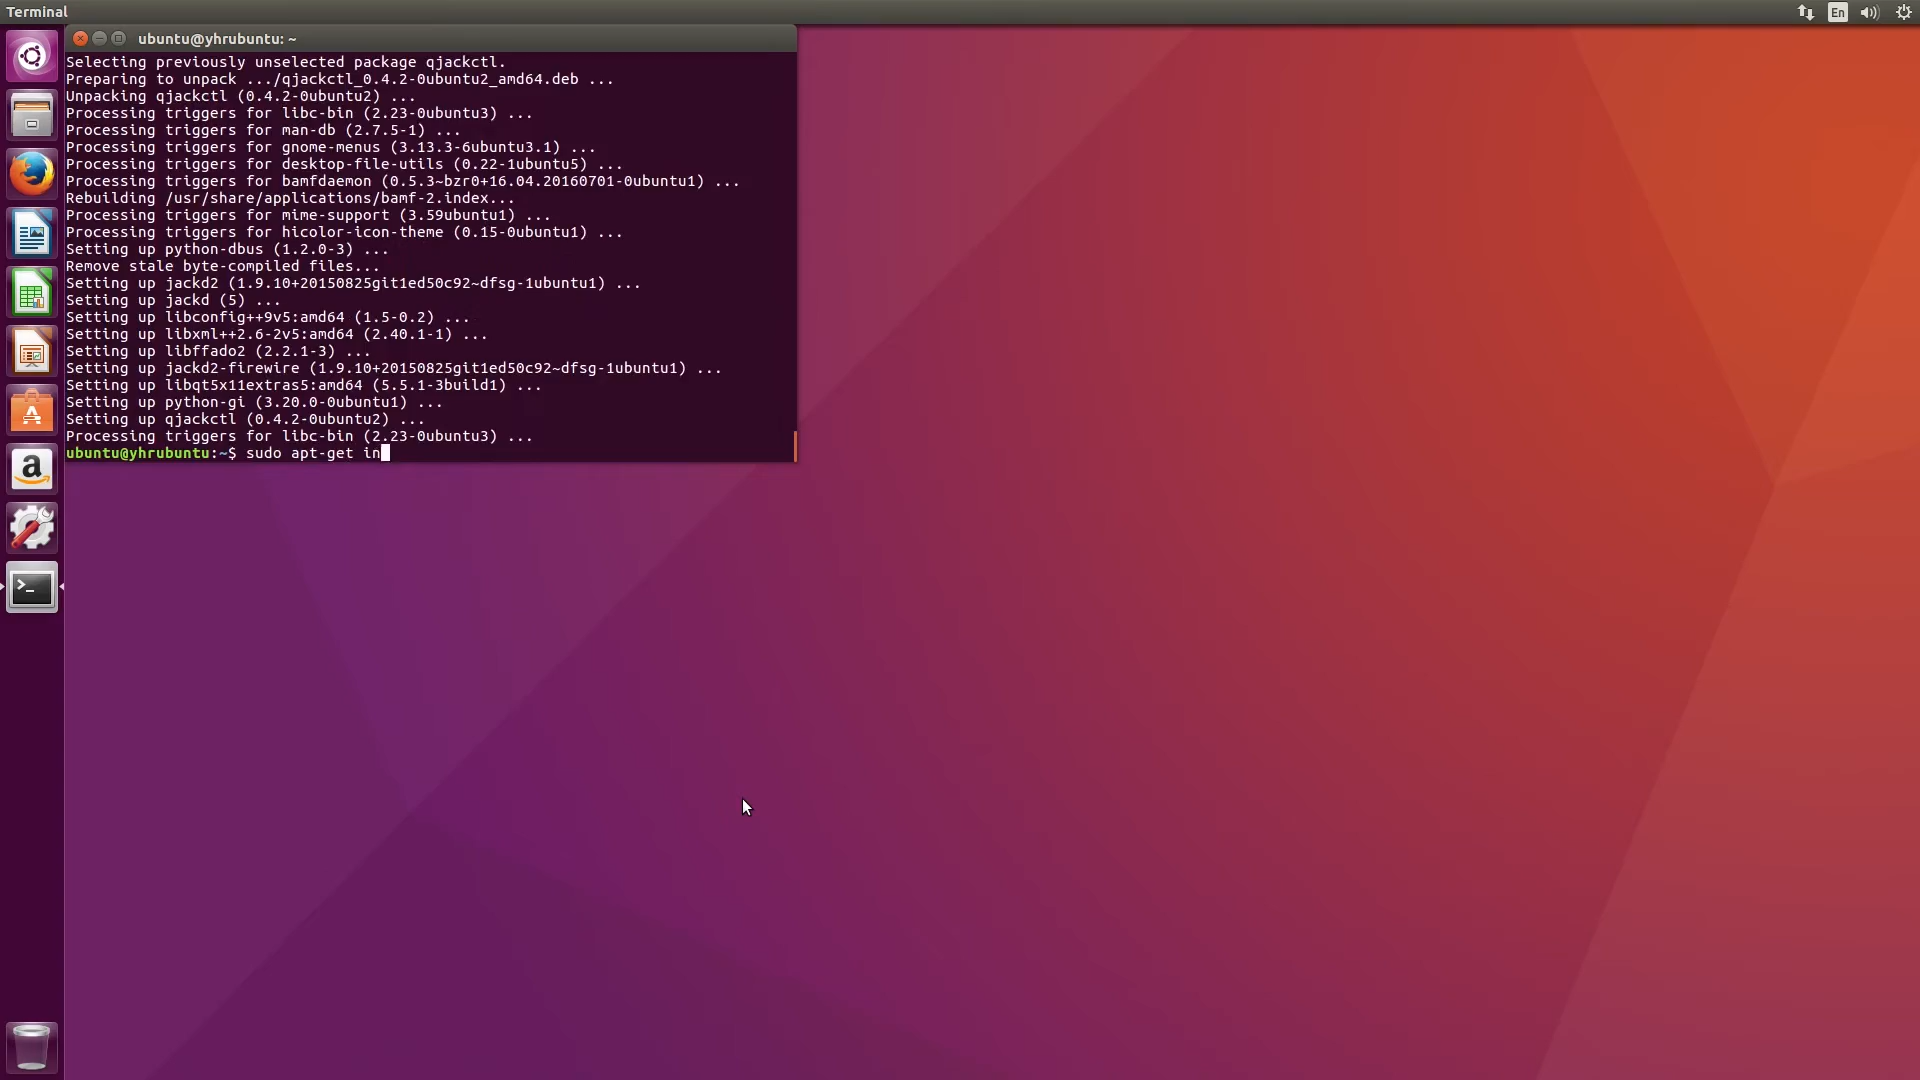 Terminal
En
ubuntu@yhrubuntu: ~
Selecting previously unselected package qjackctl.
Preparing to unpack .../qjackctl_0.4.2-0ubuntu2_amd64.deb ...
Unpacking qjackctl (0.4.2-0ubuntu2) ...
Processing triggers for libc-bin (2.23-0ubuntu3) ...
Processing triggers for man-db (2.7.5-1) ...
Processing triggers for gnome-menus (3.13.3-6ubuntu3.1) ...
Processing triggers for desktop-file-utils (0.22-1ubuntu5) ...
Processing triggers for bamfdaemon (0.5.3~bzr0+16.04.20160701-0ubuntu1) ...
Rebuilding /usr/share/applications/bamf-2.index...
Processing triggers for mime-support (3.59ubuntu1) ...
Processing triggers for hicolor-icon-theme (0.15-0ubuntu1) ...
Setting up python-dbus (1.2.0-3) ...
Remove stale byte-compiled files...
Setting up jackd2 (1.9.10+20150825git1ed50c92~dfsg-1ubuntu1) ...
Setting up jackd (5) ...
Setting up libconfig++9v5:amd64 (1.5-0.2) ...
Setting up libxml++2.6-2v5:amd64 (2.40.1-1) ...
Setting up libffado2 (2.2.1-3) ...
Setting up jackd2-firewire (1.9.10+20150825git1ed50c92~dfsg-1ubuntu1) ...
Setting up libqt5x11extras5:amd64 (5.5.1-3build1) ...
Setting up python-gi (3.20.0-0ubuntu1) ...
Setting up qjackctl (0.4.2-0ubuntu2) ...
Processing triggers for libc-bin (2.23-0ubuntu3) ...
ubuntu@yhrubuntu:~$ sudo apt-get in